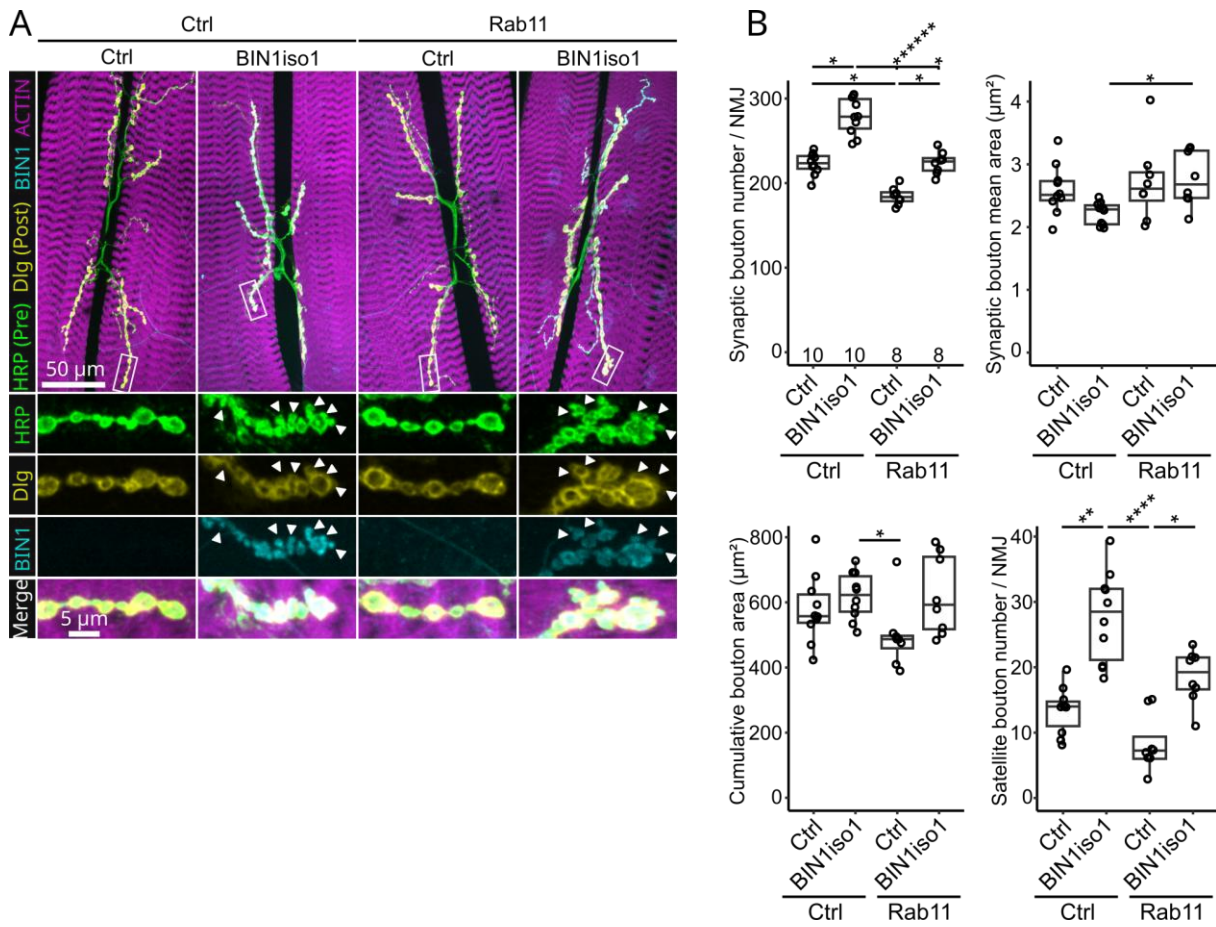 A
Ctrl
Rab11
Ctrl
BIN1iso1
Ctrl
BIN1iso1
HRP (Pre) Dlg (Post) BIN1 ACTIN
50 µm
HRP
Dlg
BIN1
Merge
5 µm
B
Synaptic bouton number / NMJ
300
200
100
0
* ****** *
* * *
10 10 8 8
Ctrl BIN1iso1 Ctrl BIN1iso1
Ctrl Rab11
Synaptic bouton mean area (µm²)
4
3
2
1
0
*
Ctrl BIN1iso1 Ctrl BIN1iso1
Ctrl Rab11
Cumulative bouton area (µm²)
800
600
400
200
0
*
Ctrl BIN1iso1 Ctrl BIN1iso1
Ctrl Rab11
Satellite bouton number / NMJ
40
30
20
10
0
** **** *
Ctrl BIN1iso1 Ctrl BIN1iso1
Ctrl Rab11